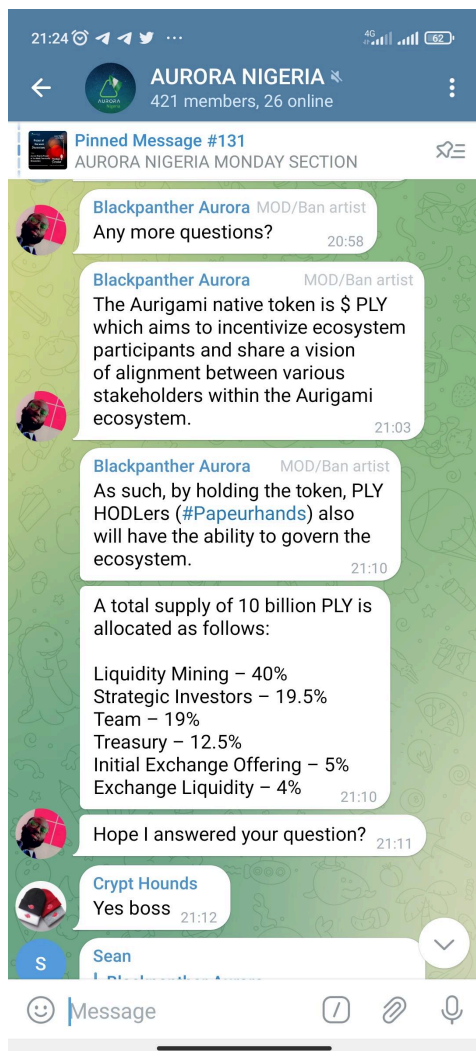 21:24
4G
62
AURORA NIGERIA
421 members, 26 online
AURORA
Nigeria
Pinned Message #131
AURORA NIGERIA MONDAY SECTION
Blackpanther Aurora MOD/Ban artist
Any more questions?
20:58
Blackpanther Aurora MOD/Ban artist
The Aurigami native token is $ PLY
which aims to incentivize ecosystem
participants and share a vision
of alignment between various
stakeholders within the Aurigami
ecosystem.
21:03
Blackpanther Aurora MOD/Ban artist
As such, by holding the token, PLY
HODLers (#Papeurhands) also
will have the ability to govern the
ecosystem.
21:10
A total supply of 10 billion PLY is
allocated as follows:
Liquidity Mining – 40%
Strategic Investors – 19.5%
Team – 19%
Treasury – 12.5%
Initial Exchange Offering – 5%
Exchange Liquidity – 4%
21:10
Hope I answered your question? 21:11
Crypt Hounds
Yes boss 21:12
S
Sean
Message